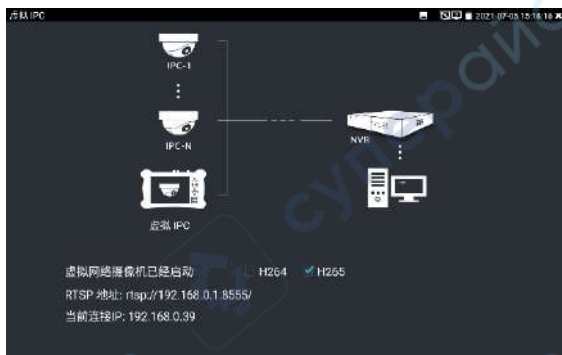 虚拟 IPC
2021-07-05 15:18:16
IPC-1
IPC-N
NVR
虚拟 IPC
虚拟网络摄像机已经启动 H264 H265
RTSP 地址: rtsp://192.168.0.1:8555/
当前连接IP: 192.168.0.39
суперайс